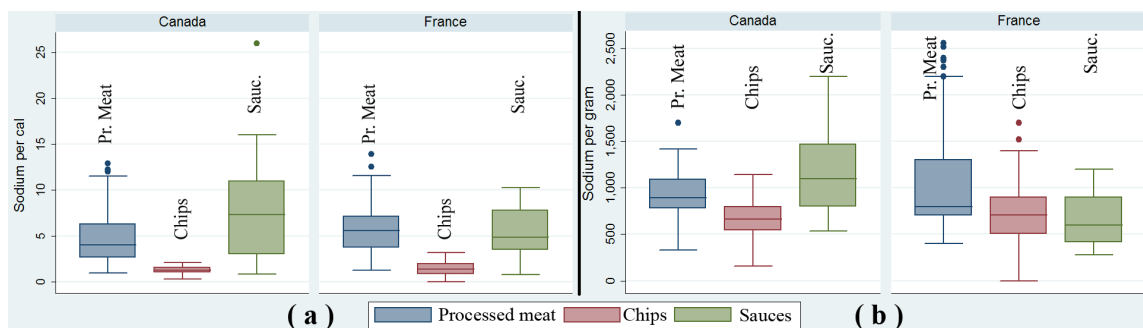 Canada
France
Sodium per cal
25
20
15
10
5
0
Pr. Meat
Chips
Sauc.
Pr. Meat
Chips
Sauc.
( a )
Canada
France
Sodium per gram
2,500
2,000
1,500
1,000
500
0
Pr. Meat
Chips
Sauc.
Pr. Meat
Chips
Sauc.
( b )
Processed meat
Chips
Sauces